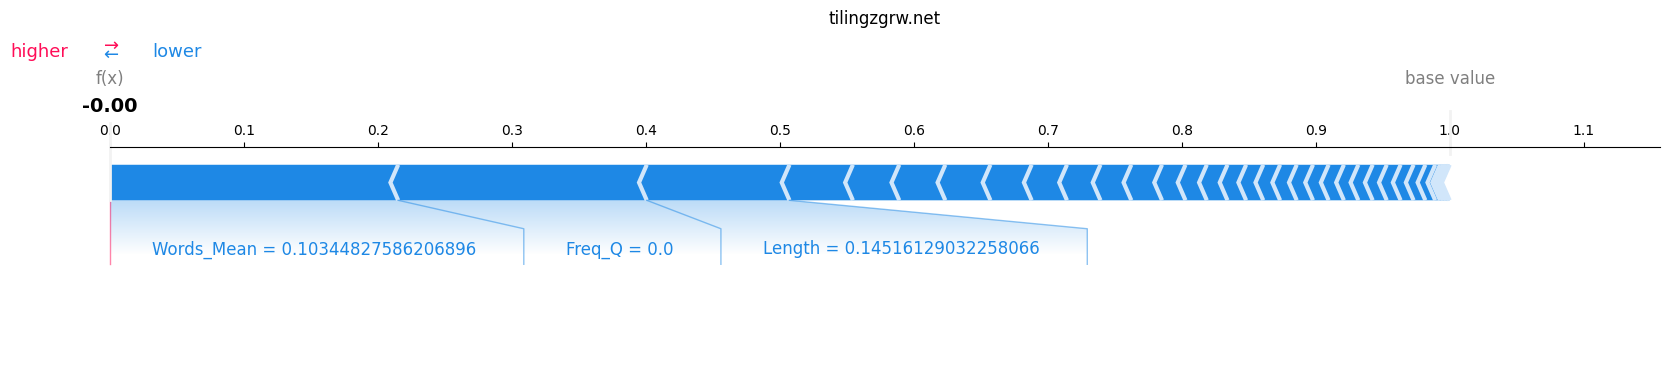 tilingzgrw.net
higher ⇄ lower
f(x) base value
-0.00
0.0 0.1 0.2 0.3 0.4 0.5 0.6 0.7 0.8 0.9 1.0 1.1
Words_Mean = 0.10344827586206896 Freq_Q = 0.0 Length = 0.14516129032258066